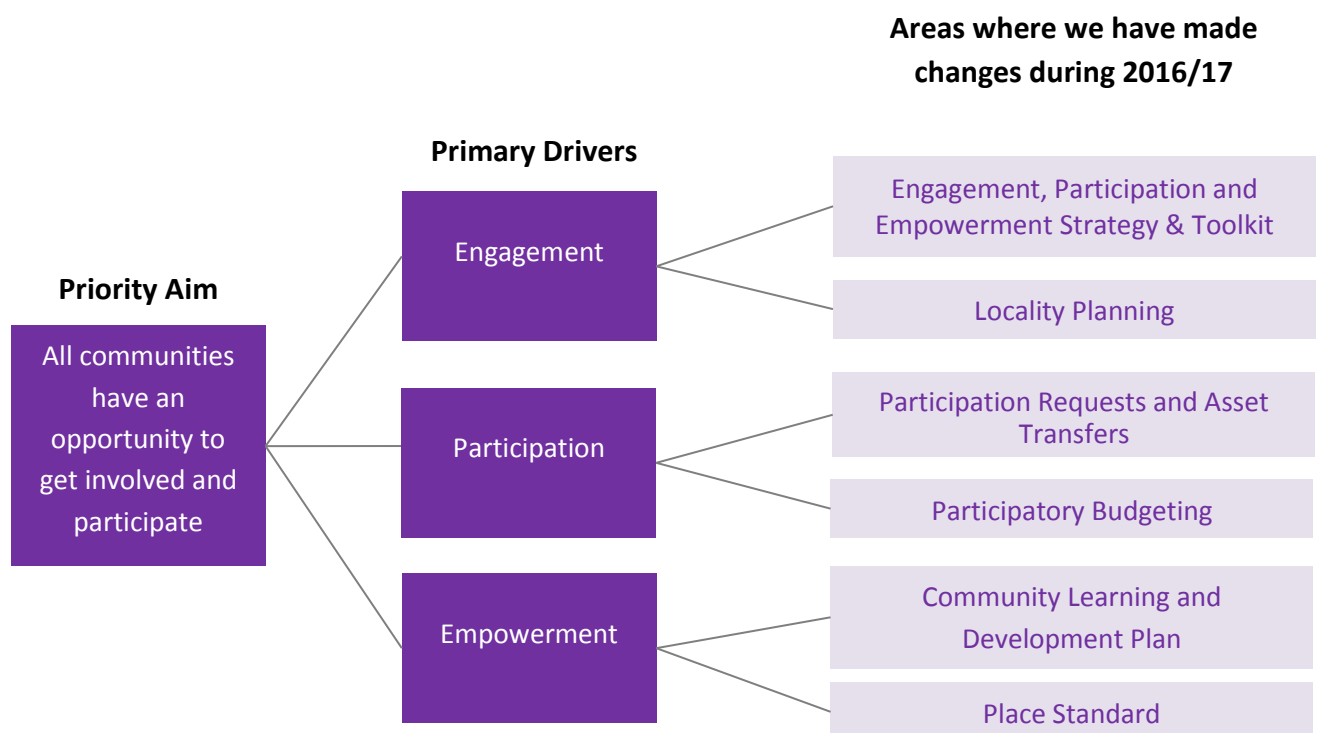 Areas where we have made
changes during 2016/17
Primary Drivers
Priority Aim
All communities
have an
opportunity to
get involved and
participate
Engagement
Engagement, Participation and
Empowerment Strategy & Toolkit
Locality Planning
Participation
Participation Requests and Asset
Transfers
Participatory Budgeting
Empowerment
Community Learning and
Development Plan
Place Standard